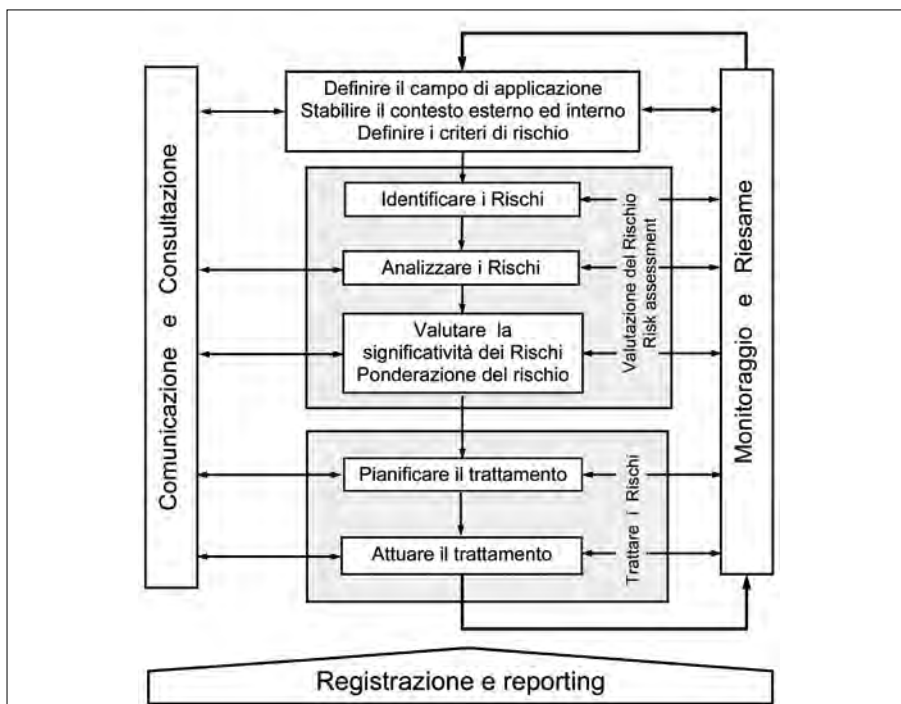 Definire il campo di applicazione
Stabilire il contesto esterno ed interno
Definire i criteri di rischio
Comunicazione e Consultazione
Identificare i Rischi
Analizzare i Rischi
Valutare la
significatività dei Rischi
Ponderazione del rischio
Valutazione del Rischio
Risk assessment
Monitoraggio e Riesame
Pianificare il trattamento
Attuare il trattamento
Trattare i Rischi
Registrazione e reporting